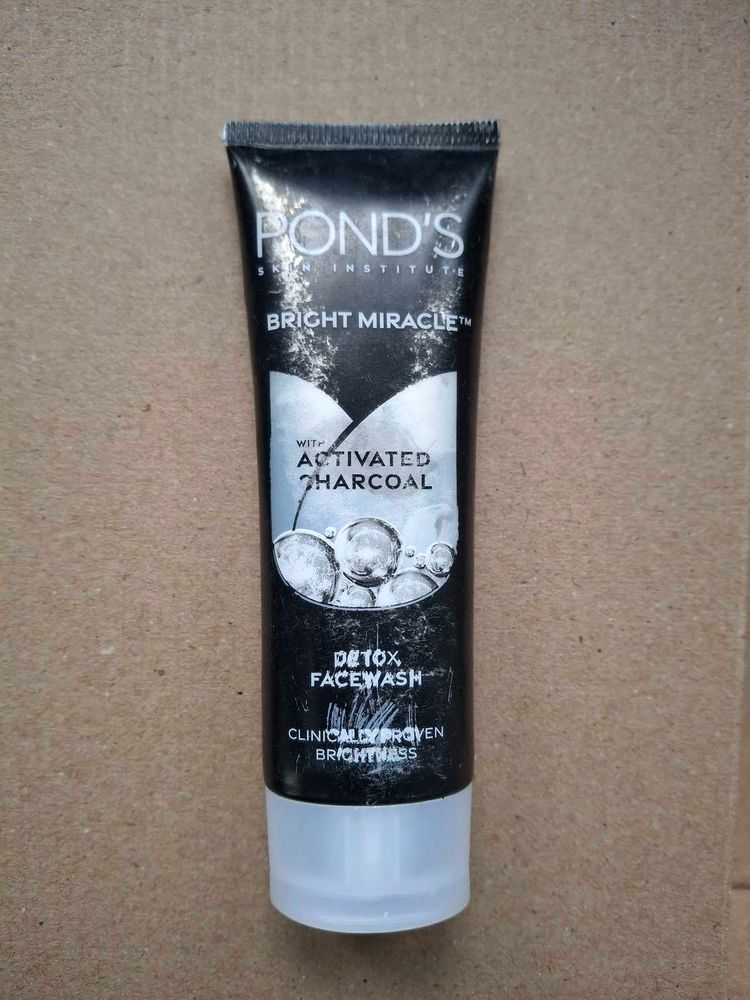 POND'S
SKIN INSTITUTE
BRIGHT MIRACLE™
WITH
ACTIVATED
CHARCOAL
DETOX
FACEWASH
CLINICALLY PROVEN
BRIGHTNESS